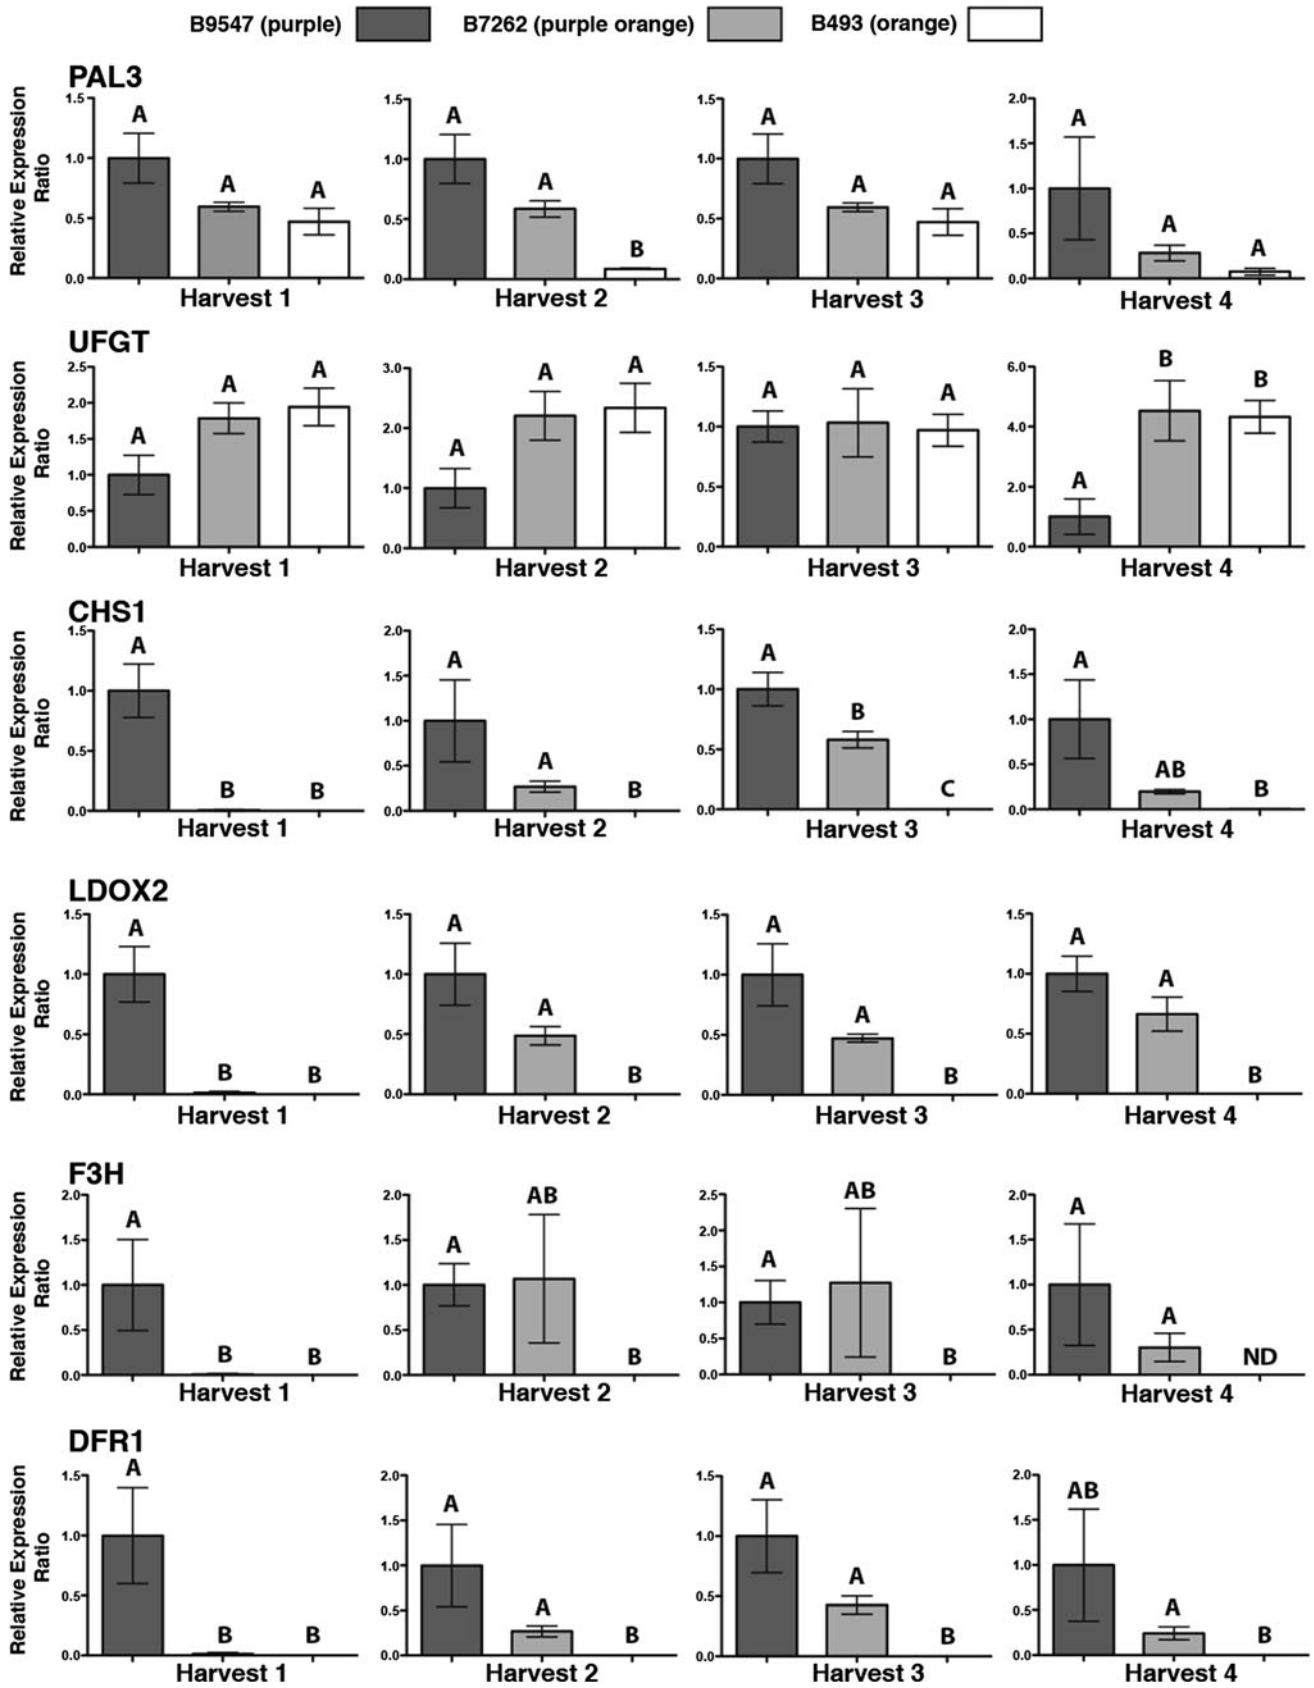 B9547 (purple) B7262 (purple orange) B493 (orange)
PAL3
Relative Expression
Ratio
1.5 1.0 0.5 0.0
A A A
Harvest 1
1.5 1.0 0.5 0.0
A A B
Harvest 2
1.5 1.0 0.5 0.0
A A A
Harvest 3
2.0 1.5 1.0 0.5 0.0
A A A
Harvest 4
UFGT
Relative Expression
Ratio
2.5 2.0 1.5 1.0 0.5 0.0
A A A
Harvest 1
3.0 2.0 1.0 0.0
A A A
Harvest 2
1.5 1.0 0.5 0.0
A A A
Harvest 3
6.0 4.0 2.0 0.0
A B B
Harvest 4
CHS1
Relative Expression
Ratio
1.5 1.0 0.5 0.0
A B B
Harvest 1
2.0 1.5 1.0 0.5 0.0
A A B
Harvest 2
1.5 1.0 0.5 0.0
A B C
Harvest 3
2.0 1.5 1.0 0.5 0.0
A AB B
Harvest 4
LDOX2
Relative Expression
Ratio
1.5 1.0 0.5 0.0
A B B
Harvest 1
1.5 1.0 0.5 0.0
A A B
Harvest 2
1.5 1.0 0.5 0.0
A A B
Harvest 3
1.5 1.0 0.5 0.0
A A B
Harvest 4
F3H
Relative Expression
Ratio
2.0 1.5 1.0 0.5 0.0
A B B
Harvest 1
2.0 1.5 1.0 0.5 0.0
A AB B
Harvest 2
2.5 2.0 1.5 1.0 0.5 0.0
A AB B
Harvest 3
2.0 1.5 1.0 0.5 0.0
A A ND
Harvest 4
DFR1
Relative Expression
Ratio
1.5 1.0 0.5 0.0
A B B
Harvest 1
2.0 1.5 1.0 0.5 0.0
A A B
Harvest 2
1.5 1.0 0.5 0.0
A A B
Harvest 3
2.0 1.5 1.0 0.5 0.0
AB A B
Harvest 4